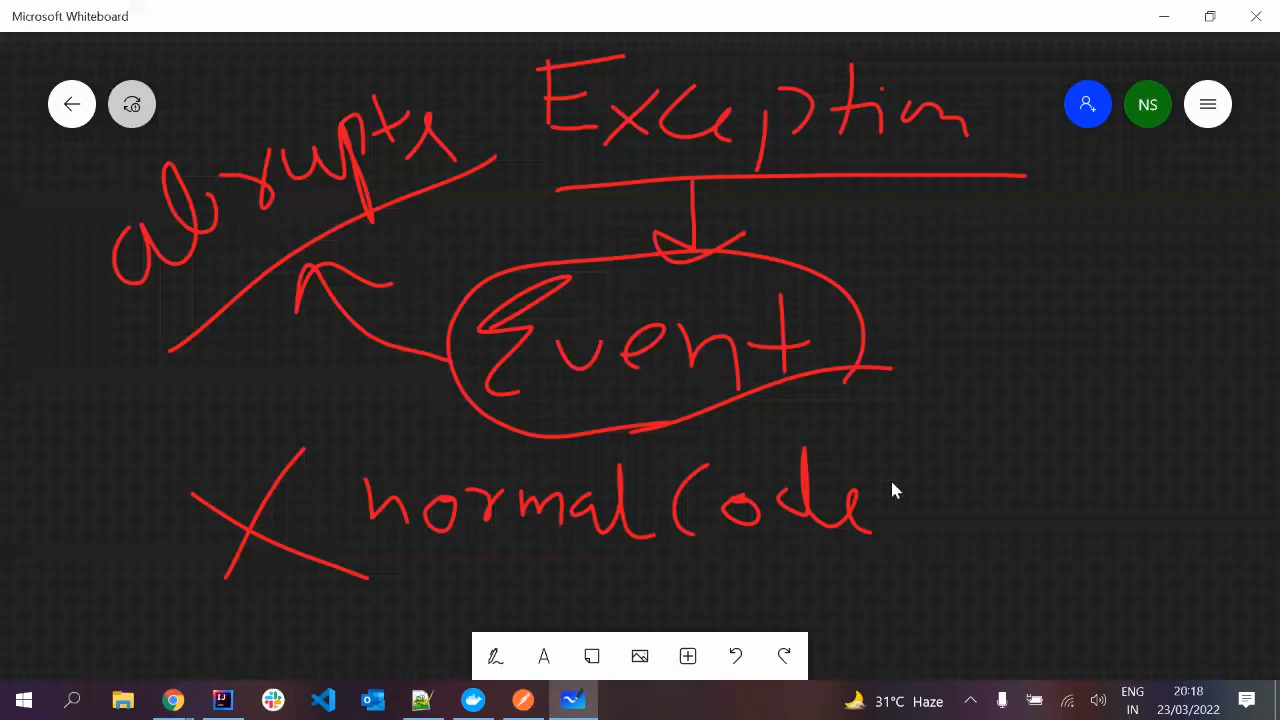 Microsoft Whiteboard
Exception
abrupts
NS
Event
X normal Code
A
31°C Haze
ENG
IN
20:18
23/03/2022